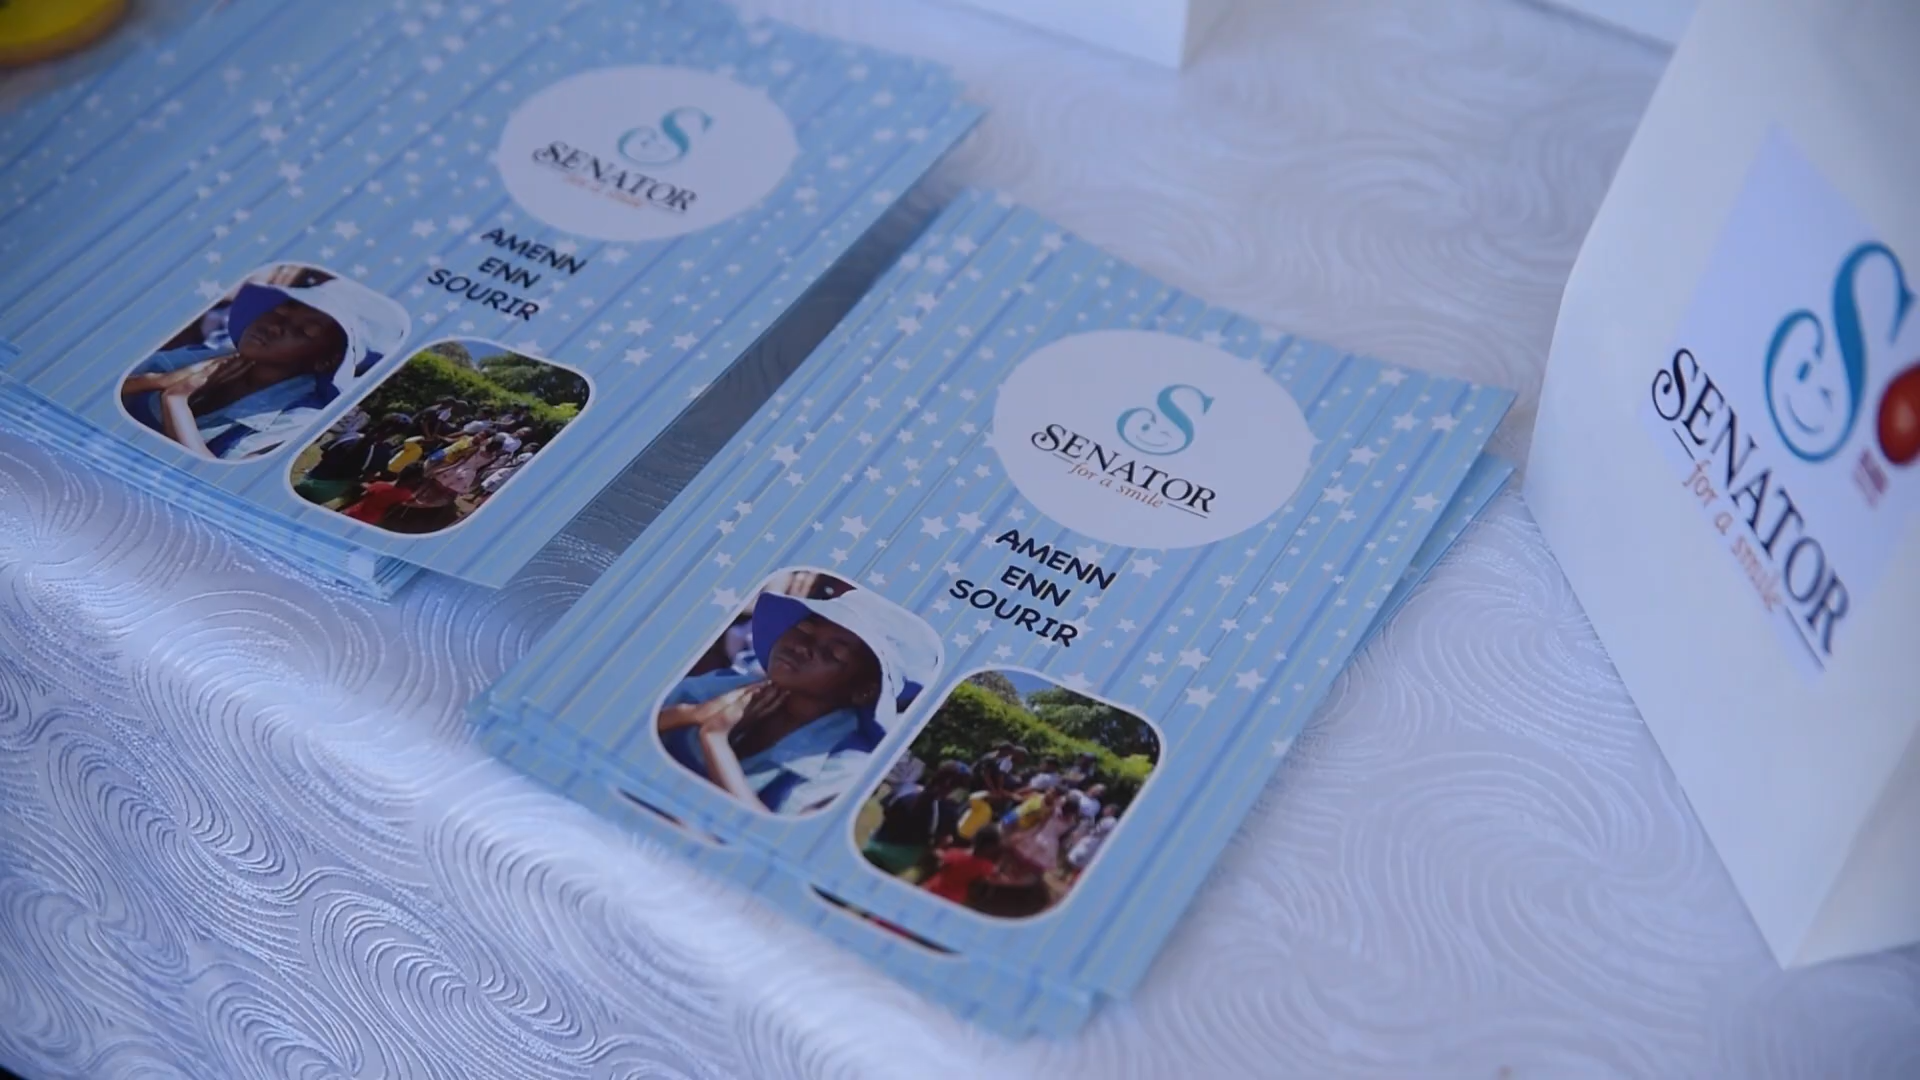 SENATOR
for a smile
AMENN
ENN
SOURIR
SENATOR
for a smile
AMENN
ENN
SOURIR
SENATOR
for a smile